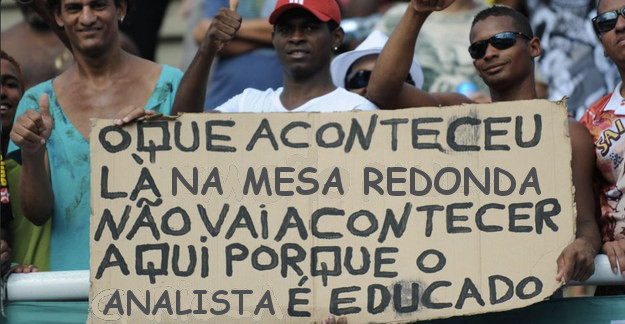 O QUE ACONTECEU
LÀ NA MESA REDONDA
NÃO VAI ACONTECER
AQUI PORQUE O
ANALISTA É EDUCADO